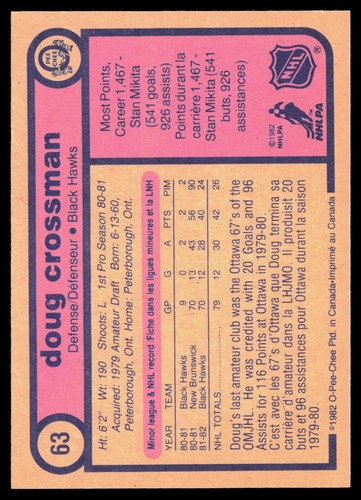 63
doug crossman
Defense/Défenseur • Black Hawks
Ht: 6'2" Wt: 190 Shoots: L 1st Pro Season 80-81
Acquired: 1979 Amateur Draft Born: 6-13-60,
Peterborough, Ont. Home: Peterborough, Ont.
Minor league & NHL record/Fiche dans les ligues mineures et la LNH
YEAR TEAM GP G A PTS PIM
80-81 Black Hawks 9 0 2 2 2
80-81 New Brunswick 70 13 43 56 90
81-82 Black Hawks 70 12 28 40 24
NHL TOTALS 79 12 30 42 26
Doug's last amateur club was the Ottawa 67's of the
OMJHL. He was credited with 20 Goals and 96
Assists for 116 Points at Ottawa in 1979-80.
C'est avec les 67's d'Ottawa que Doug termina sa
carrière d'amateur dans la LHJMO. Il produisit 20
buts et 96 assistances pour Ottawa durant la saison
1979-80.
©1982 O-Pee-Chee Ptd. in Canada-Imprimé au Canada
O
PEE
CHEE
Most Points,
Career 1,467 -
Stan Mikita
(541 goals,
926 assists)
Points durant la
carrière 1,467 -
Stan Mikita (541
buts, 926
assistances)
NHL
®
©1982
NHLPA
NHLPA